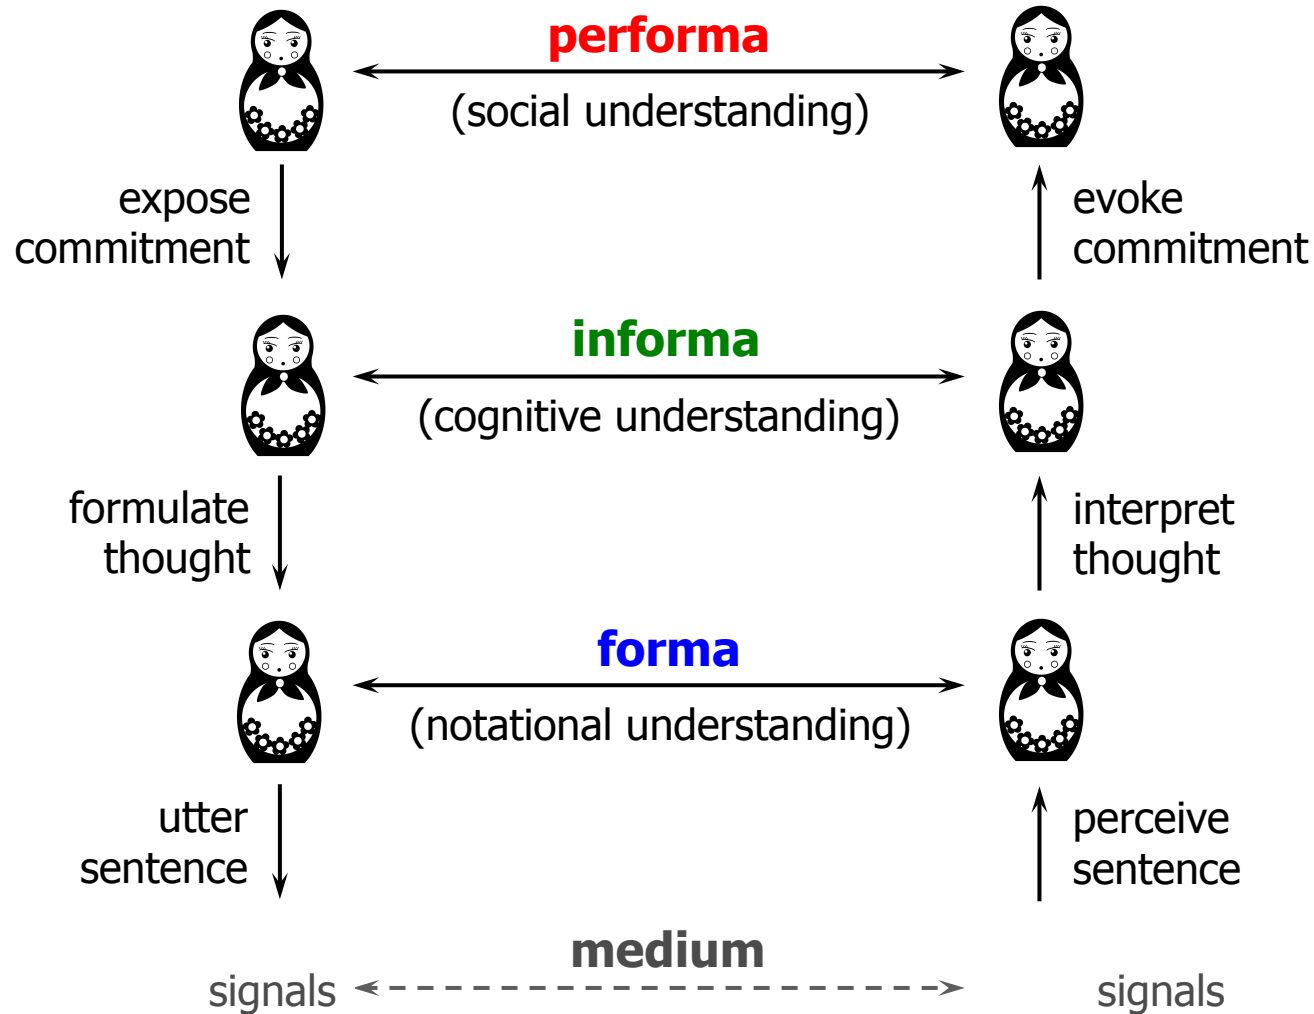 performa
(social understanding)
expose
commitment
evoke
commitment
informa
(cognitive understanding)
formulate
thought
interpret
thought
forma
(notational understanding)
utter
sentence
perceive
sentence
medium
signals
signals